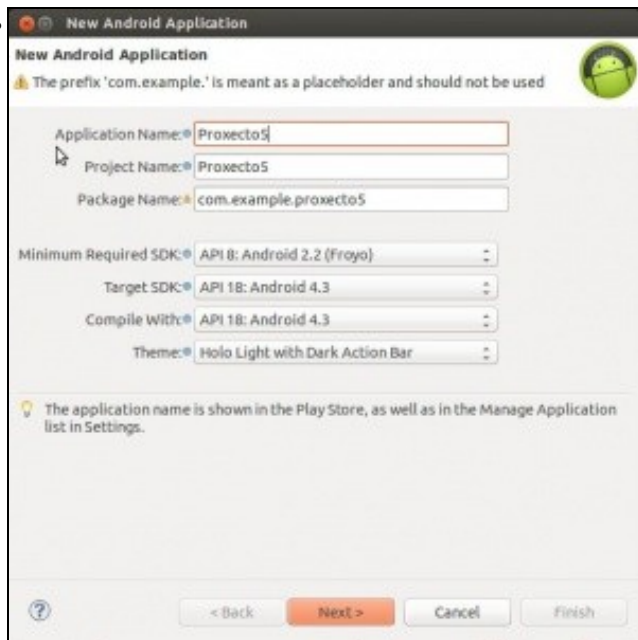 New Android Application
New Android Application
The prefix 'com.example.' is meant as a placeholder and should not be used
Application Name: Proxecto5
Project Name: Proxecto5
Package Name: com.example.proxecto5
Minimum Required SDK: API 8: Android 2.2 (Froyo)
Target SDK: API 18: Android 4.3
Compile With: API 18: Android 4.3
Theme: Holo Light with Dark Action Bar
The application name is shown in the Play Store, as well as in the Manage Application
list in Settings.
? < Back Next > Cancel Finish